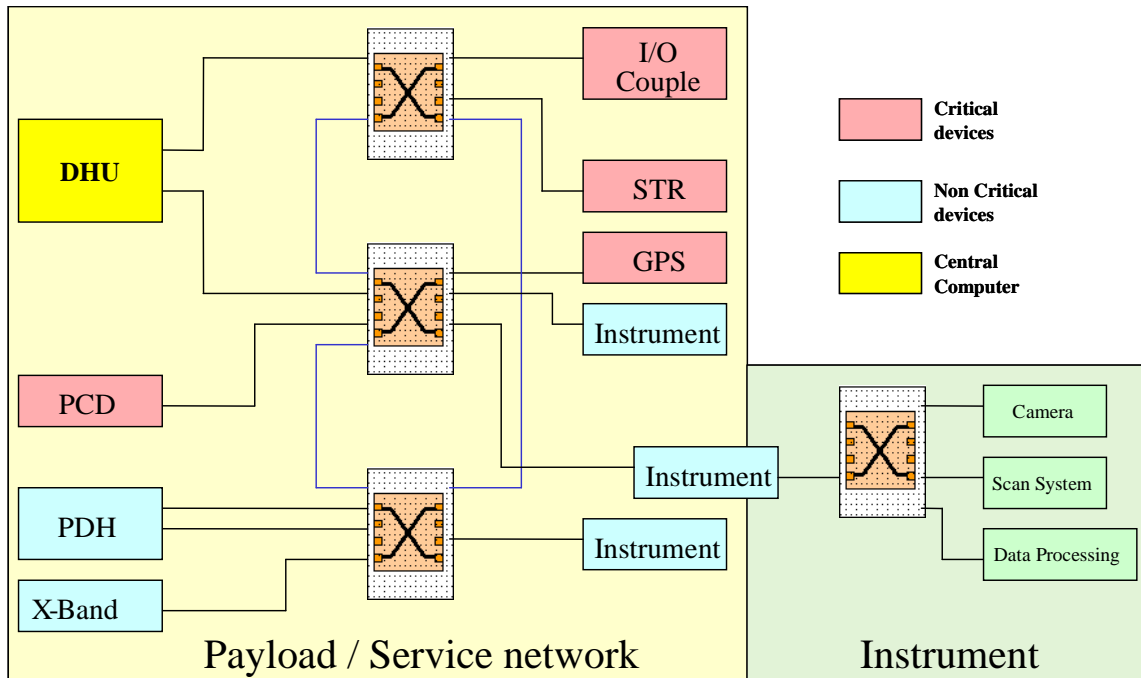 I/O
Couple
DHU
STR
GPS
Instrument
PCD
Instrument
PDH
Instrument
X-Band
Payload / Service network
Critical
devices
Non Critical
devices
Central
Computer
Camera
Scan System
Data Processing
Instrument